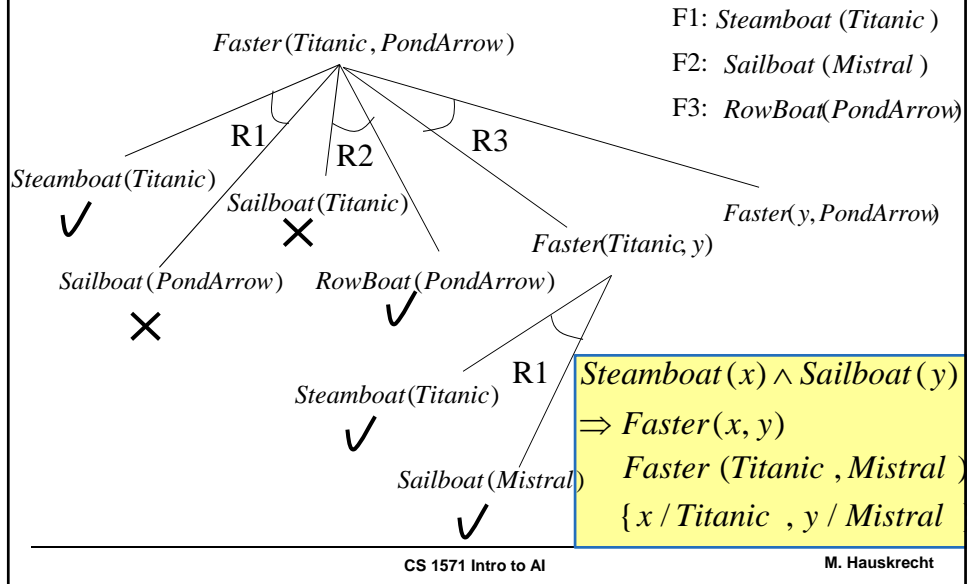 F1: Steamboat (Titanic )
Faster (Titanic , PondArrow )
F2: Sailboat (Mistral )
F3: RowBoat(PondArrow)
R1
R2
R3
Steamboat (Titanic)
Sailboat (Titanic)
Faster(y, PondArrow)
Faster(Titanic, y)
Sailboat (PondArrow)
RowBoat (PondArrow)
R1
Steamboat (Titanic)
Sailboat (Mistral)
Steamboat (x) ∧ Sailboat (y)
⇒ Faster (x, y)
Faster (Titanic , Mistral )
{ x / Titanic , y / Mistral
CS 1571 Intro to AI
M. Hauskrecht